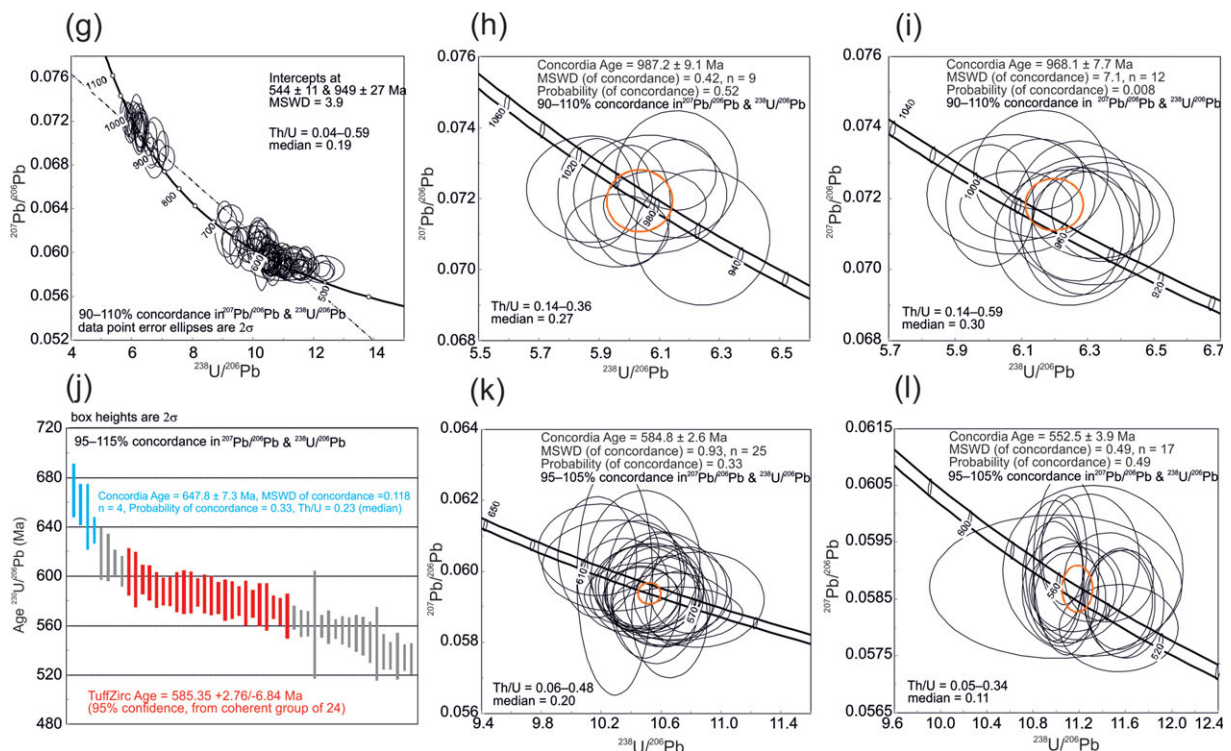 (g)
0.076
0.072
0.068
0.064
0.060
0.056
0.052
207Pb/206Pb
1100
1000
900
800
700
600
500
Intercepts at
544 ± 11 & 949 ± 27 Ma
MSWD = 3.9
Th/U = 0.04–0.59
median = 0.19
90–110% concordance in 207Pb/206Pb & 238U/206Pb
data point error ellipses are 2σ
4 6 8 10 12 14
238U/206Pb
(h)
0.076
0.074
0.072
0.070
0.068
207Pb/206Pb
Concordia Age = 987.2 ± 9.1 Ma
MSWD (of concordance) = 0.42, n = 9
Probability (of concordance) = 0.52
90–110% concordance in 207Pb/206Pb & 238U/206Pb
1060
1020
980
940
Th/U = 0.14–0.36
median = 0.27
5.5 5.7 5.9 6.1 6.3 6.5
238U/206Pb
(i)
0.076
0.074
0.072
0.070
0.068
207Pb/206Pb
Concordia Age = 968.1 ± 7.7 Ma
MSWD (of concordance) = 7.1, n = 12
Probability (of concordance) = 0.008
90–110% concordance in 207Pb/206Pb & 238U/206Pb
1040
1000
960
920
Th/U = 0.14–0.59
median = 0.30
5.7 5.9 6.1 6.3 6.5 6.7
238U/206Pb
(j)
box heights are 2σ
720
680
640
600
560
520
480
Age 238U/206Pb (Ma)
95–115% concordance in 207Pb/206Pb & 238U/206Pb
Concordia Age = 647.8 ± 7.3 Ma, MSWD of concordance =0.118
n = 4, Probability of concordance = 0.33, Th/U = 0.23 (median)
TuffZirc Age = 585.35 +2.76/-6.84 Ma
(95% confidence, from coherent group of 24)
(k)
0.064
0.062
0.060
0.058
0.056
207Pb/206Pb
Concordia Age = 584.8 ± 2.6 Ma
MSWD (of concordance) = 0.93, n = 25
Probability (of concordance) = 0.33
95–105% concordance in 207Pb/206Pb & 238U/206Pb
650
610
570
Th/U = 0.06–0.48
median = 0.20
9.4 9.8 10.2 10.6 11.0 11.4
238U/206Pb
(l)
0.0615
0.0605
0.0595
0.0585
0.0575
0.0565
207Pb/206Pb
Concordia Age = 552.5 ± 3.9 Ma
MSWD (of concordance) = 0.49, n = 17
Probability (of concordance) = 0.49
95–105% concordance in 207Pb/206Pb & 238U/206Pb
600
560
520
Th/U = 0.05–0.34
median = 0.11
9.6 10.0 10.4 10.8 11.2 11.6 12.0 12.4
238U/206Pb